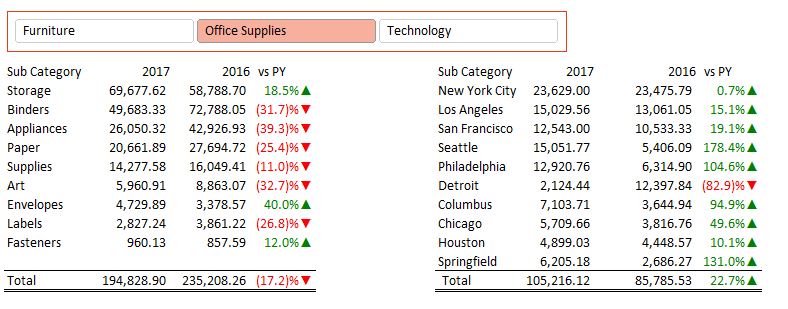 Furniture Office Supplies Technology
Sub Category 2017 2016 vs PY
Storage 69,677.62 58,788.70 18.5%▲
Binders 49,683.33 72,788.05 (31.7)%▼
Appliances 26,050.32 42,926.93 (39.3)%▼
Paper 20,661.89 27,694.72 (25.4)%▼
Supplies 14,277.58 16,049.41 (11.0)%▼
Art 5,960.91 8,863.07 (32.7)%▼
Envelopes 4,729.89 3,378.57 40.0%▲
Labels 2,827.24 3,861.22 (26.8)%▼
Fasteners 960.13 857.59 12.0%▲
Total 194,828.90 235,208.26 (17.2)%▼
Sub Category 2017 2016 vs PY
New York City 23,629.00 23,475.79 0.7%▲
Los Angeles 15,029.56 13,061.05 15.1%▲
San Francisco 12,543.00 10,533.33 19.1%▲
Seattle 15,051.77 5,406.09 178.4%▲
Philadelphia 12,920.76 6,314.90 104.6%▲
Detroit 2,124.44 12,397.84 (82.9)%▼
Columbus 7,103.71 3,644.94 94.9%▲
Chicago 5,709.66 3,816.76 49.6%▲
Houston 4,899.03 4,448.57 10.1%▲
Springfield 6,205.18 2,686.27 131.0%▲
Total 105,216.12 85,785.53 22.7%▲